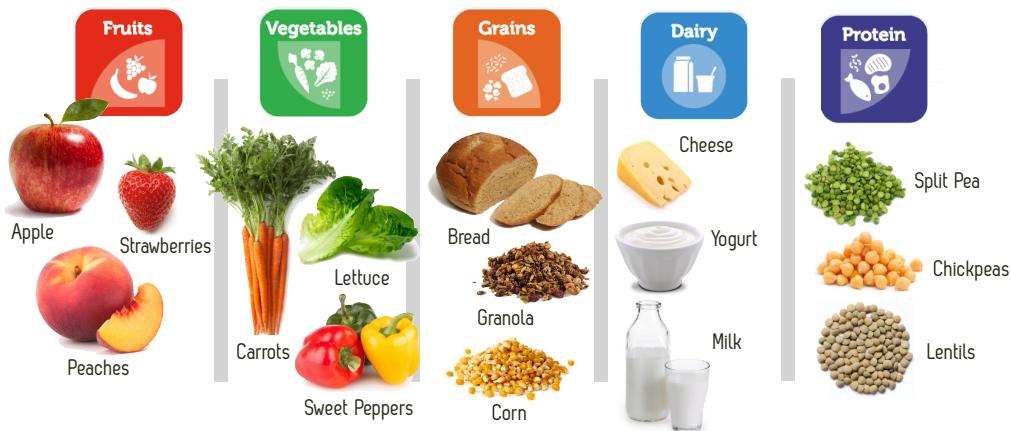 Fruits
Vegetables
Grains
Dairy
Protein
Apple
Strawberries
Peaches
Carrots
Lettuce
Sweet Peppers
Bread
Granola
Corn
Cheese
Yogurt
Milk
Split Pea
Chickpeas
Lentils